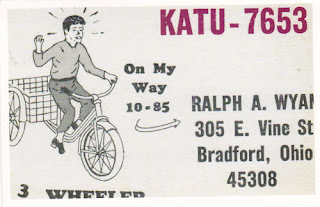 KATU-7653
On My
Way
10-85
RALPH A. WYAN
305 E. Vine St
Bradford, Ohio
45308
3 WHEELER